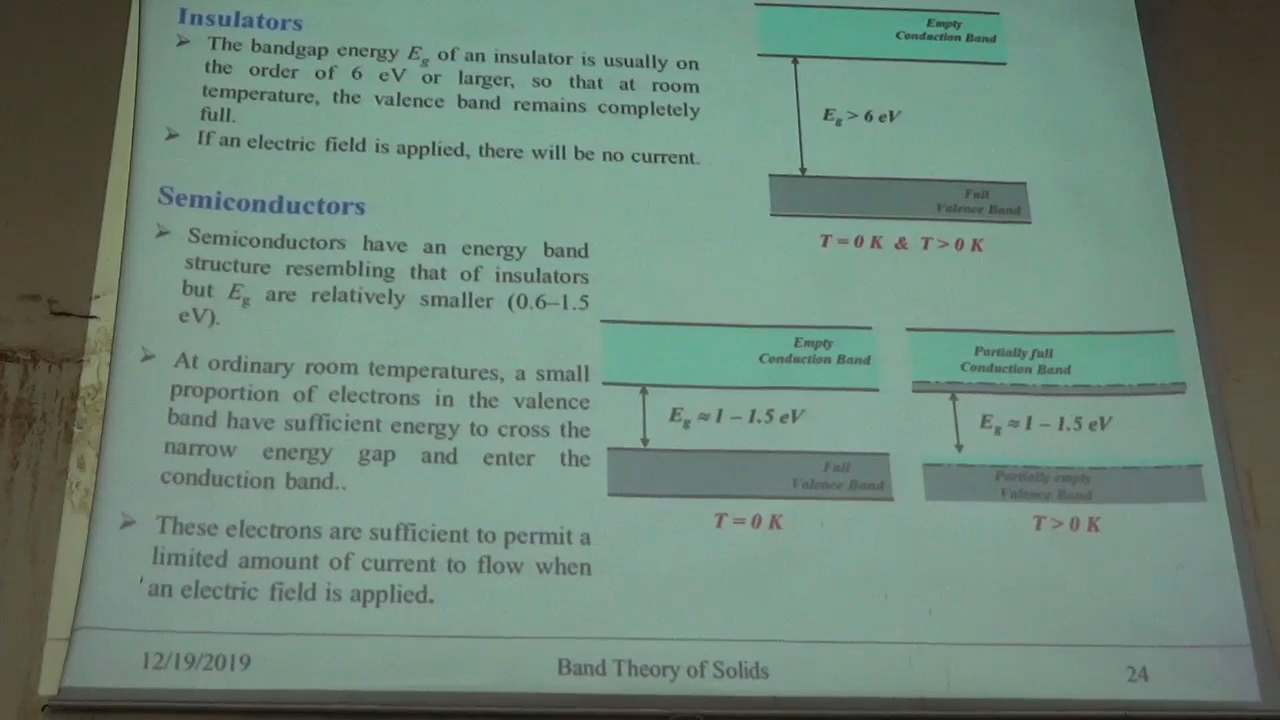 Insulators
➢ The bandgap energy Eg of an insulator is usually on
the order of 6 eV or larger, so that at room
temperature, the valence band remains completely
full.
➢ If an electric field is applied, there will be no current.
Empty
Conduction Band
Eg > 6 eV
Full
Valence Band
T = 0 K & T > 0 K
Semiconductors
➢ Semiconductors have an energy band
structure resembling that of insulators
but Eg are relatively smaller (0.6–1.5
eV).
➢ At ordinary room temperatures, a small
proportion of electrons in the valence
band have sufficient energy to cross the
narrow energy gap and enter the
conduction band..
➢ These electrons are sufficient to permit a
limited amount of current to flow when
an electric field is applied.
Empty
Conduction Band
Eg ≈ 1 – 1.5 eV
Full
Valence Band
T = 0 K
Partially full
Conduction Band
Eg ≈ 1 – 1.5 eV
Partially empty
Valence Band
T > 0 K
12/19/2019
Band Theory of Solids
24